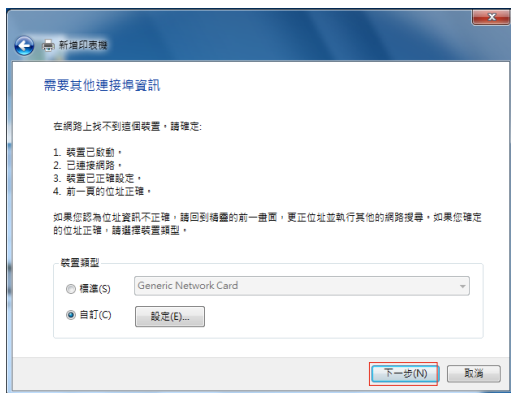 新增印表機
需要其他連接埠資訊
在網路上找不到這個裝置，請確定:
1. 裝置已啟動。
2. 已連接網路。
3. 裝置已正確設定。
4. 前一頁的位址正確。
如果您認為位址資訊不正確，請回到精靈的前一畫面，更正位址並執行其他的網路搜尋。如果您確定
的位址正確，請選擇裝置類型。
裝置類型
標準(S)
Generic Network Card
自訂(C)
設定(E)...
下一步(N)
取消